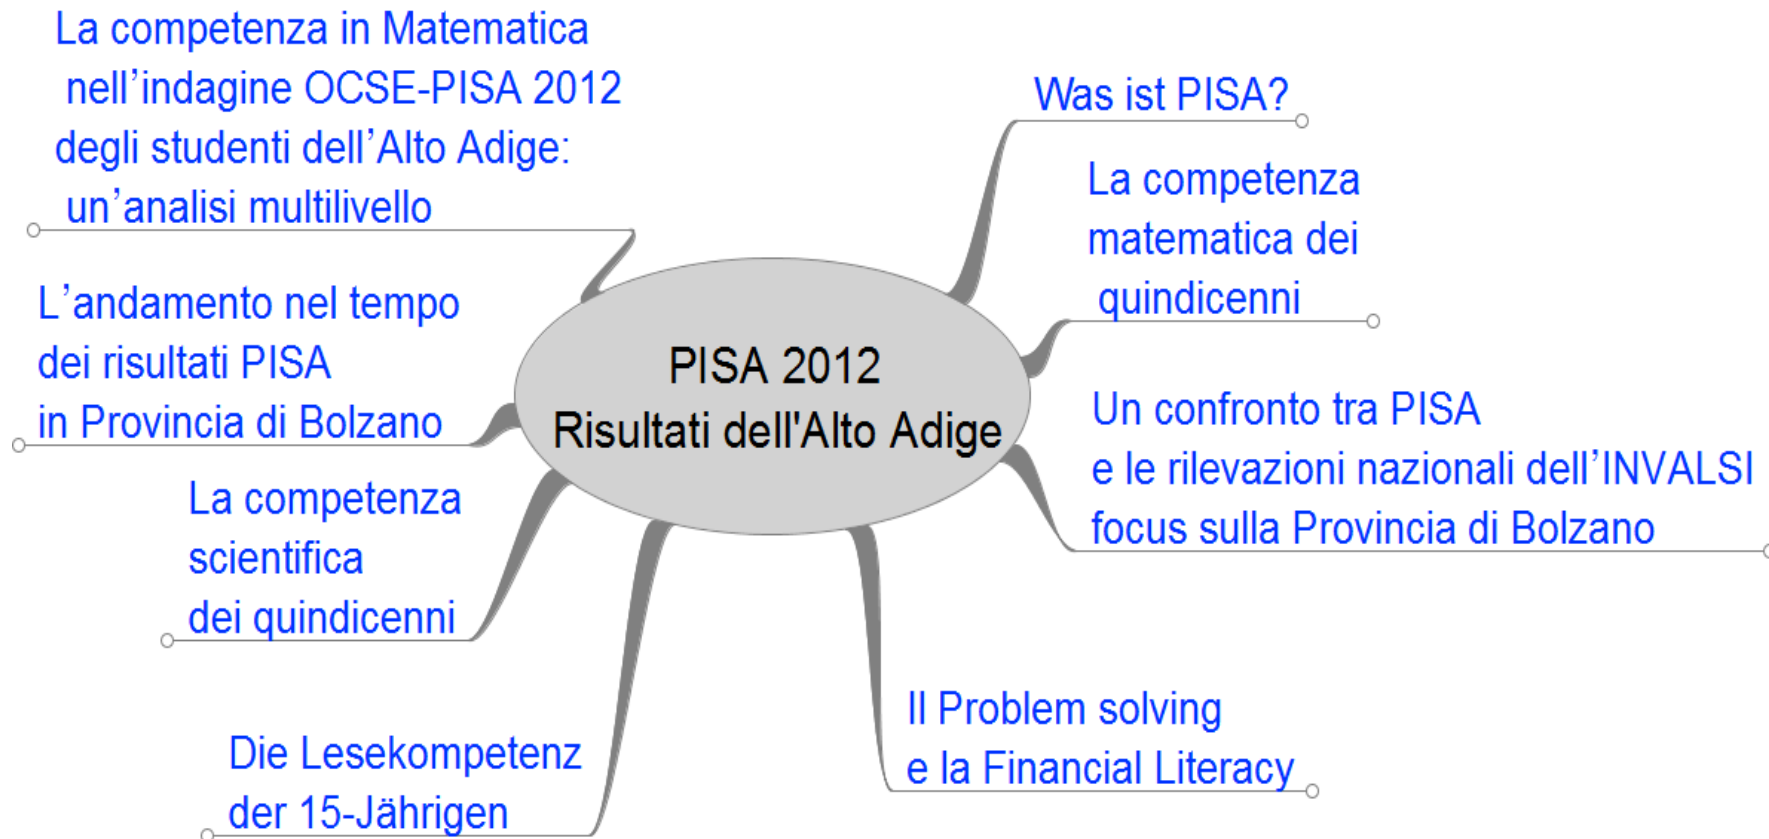 La competenza in Matematica
nell’indagine OCSE-PISA 2012
degli studenti dell’Alto Adige:
un’analisi multilivello
L’andamento nel tempo
dei risultati PISA
in Provincia di Bolzano
La competenza
scientifica
dei quindicenni
Die Lesekompetenz
der 15-Jährigen
PISA 2012
Risultati dell'Alto Adige
Was ist PISA?
La competenza
matematica dei
quindicenni
Un confronto tra PISA
e le rilevazioni nazionali dell’INVALSI
focus sulla Provincia di Bolzano
Il Problem solving
e la Financial Literacy